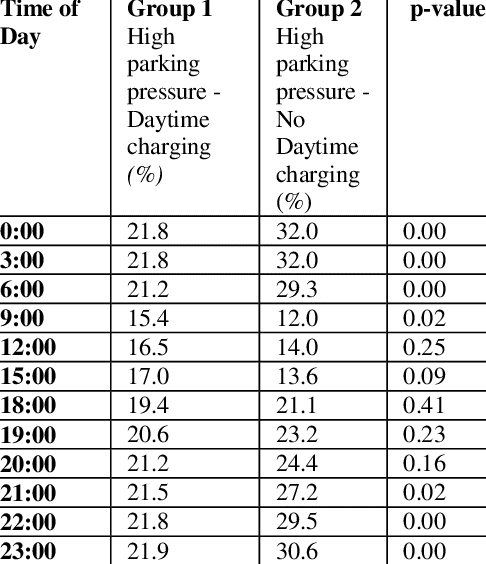 Time of Day | Group 1 High parking pressure - Daytime charging (%) | Group 2 High parking pressure - No Daytime charging (%) | p-value
0:00 | 21.8 | 32.0 | 0.00
3:00 | 21.8 | 32.0 | 0.00
6:00 | 21.2 | 29.3 | 0.00
9:00 | 15.4 | 12.0 | 0.02
12:00 | 16.5 | 14.0 | 0.25
15:00 | 17.0 | 13.6 | 0.09
18:00 | 19.4 | 21.1 | 0.41
19:00 | 20.6 | 23.2 | 0.23
20:00 | 21.2 | 24.4 | 0.16
21:00 | 21.5 | 27.2 | 0.02
22:00 | 21.8 | 29.5 | 0.00
23:00 | 21.9 | 30.6 | 0.00